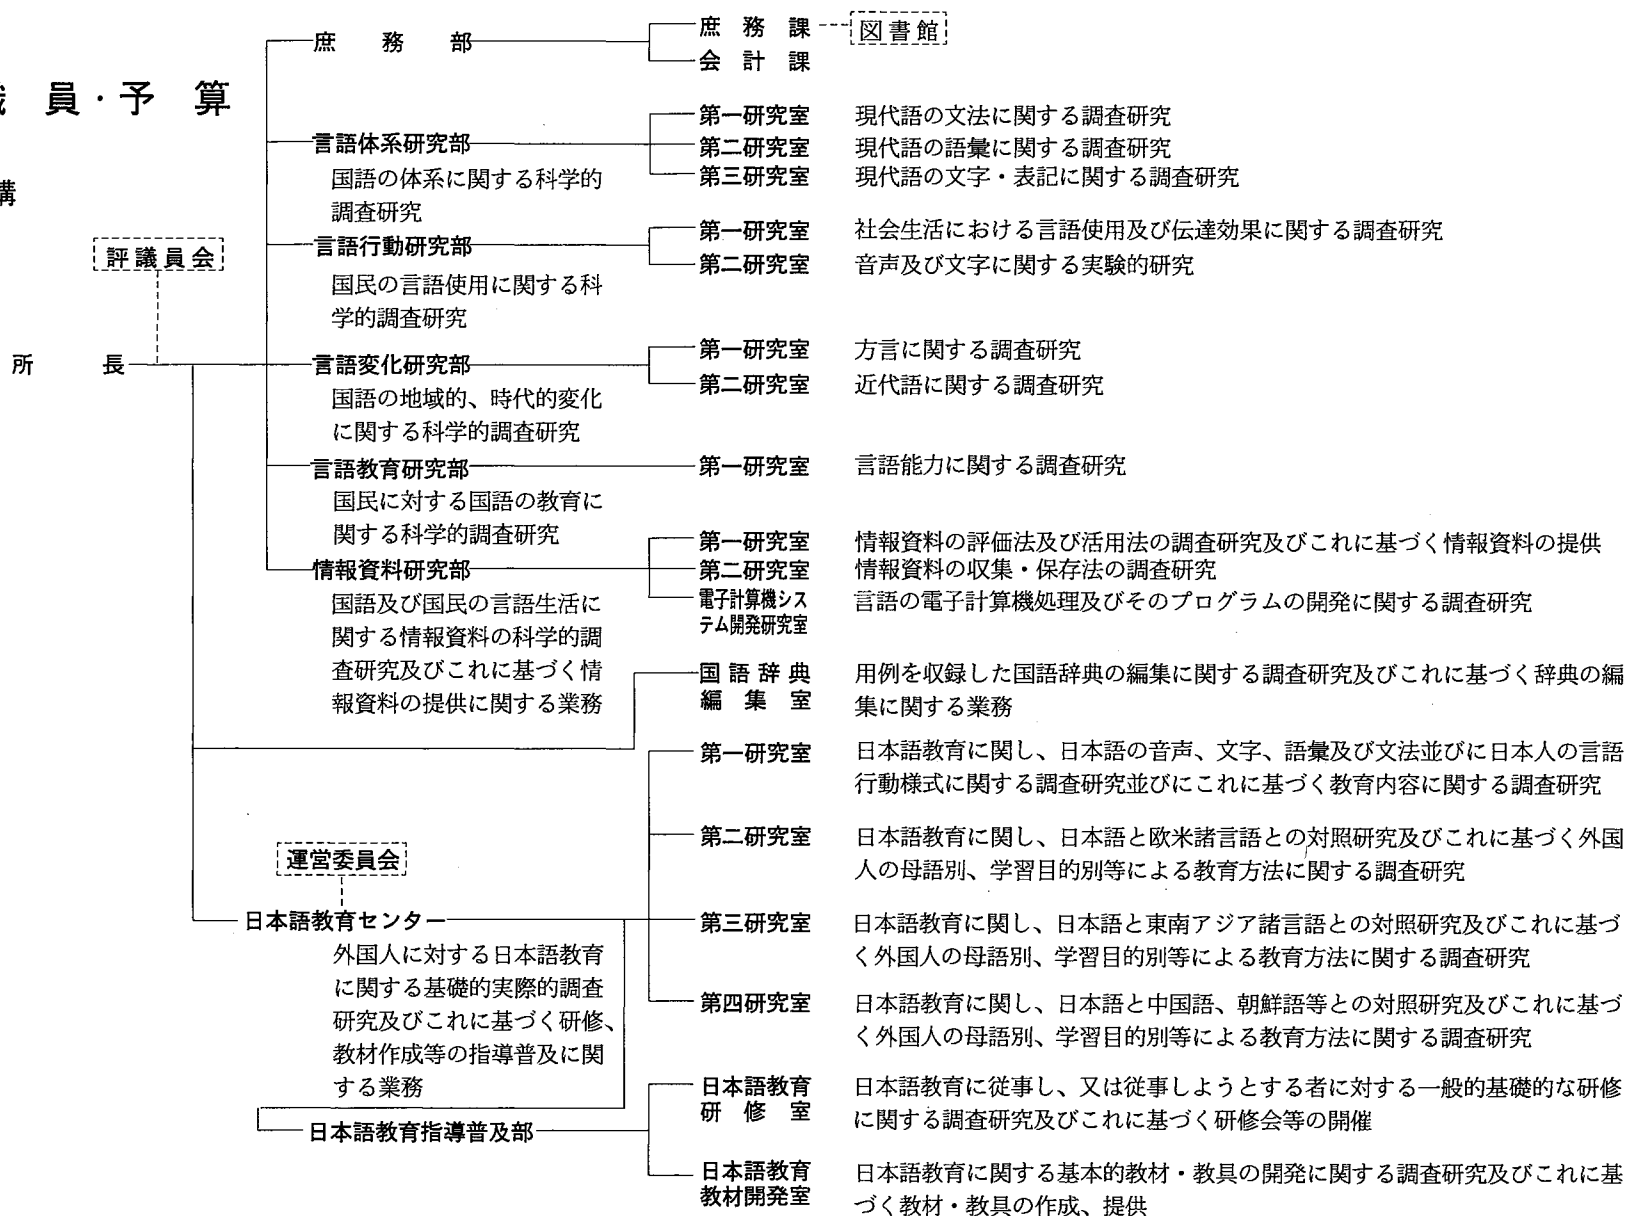 職員・予算
構
評議員会
所長
庶務部
庶務課
図書館
会計課
言語体系研究部
国語の体系に関する科学的
調査研究
第一研究室 現代語の文法に関する調査研究
第二研究室 現代語の語彙に関する調査研究
第三研究室 現代語の文字・表記に関する調査研究
言語行動研究部
国民の言語使用に関する科
学的調査研究
第一研究室 社会生活における言語使用及び伝達効果に関する調査研究
第二研究室 音声及び文字に関する実験的研究
言語変化研究部
国語の地域的、時代的変化
に関する科学的調査研究
第一研究室 方言に関する調査研究
第二研究室 近代語に関する調査研究
言語教育研究部
国民に対する国語の教育に
関する科学的調査研究
第一研究室 言語能力に関する調査研究
情報資料研究部
国語及び国民の言語生活に
関する情報資料の科学的調
査研究及びこれに基づく情
報資料の提供に関する業務
第一研究室 情報資料の評価法及び活用法の調査研究及びこれに基づく情報資料の提供
第二研究室 情報資料の収集・保存法の調査研究
電子計算機シス 言語の電子計算機処理及びそのプログラムの開発に関する調査研究
テム開発研究室
国語辞典 用例を収録した国語辞典の編集に関する調査研究及びこれに基づく辞典の編
編集室 集に関する業務
運営委員会
日本語教育センター
外国人に対する日本語教育
に関する基礎的実際的調査
研究及びこれに基づく研修、
教材作成等の指導普及に関
する業務
第一研究室 日本語教育に関し、日本語の音声、文字、語彙及び文法並びに日本人の言語
行動様式に関する調査研究並びにこれに基づく教育内容に関する調査研究
第二研究室 日本語教育に関し、日本語と欧米諸言語との対照研究及びこれに基づく外国
人の母語別、学習目的別等による教育方法に関する調査研究
第三研究室 日本語教育に関し、日本語と東南アジア諸言語との対照研究及びこれに基づ
く外国人の母語別、学習目的別等による教育方法に関する調査研究
第四研究室 日本語教育に関し、日本語と中国語、朝鮮語等との対照研究及びこれに基づ
く外国人の母語別、学習目的別等による教育方法に関する調査研究
日本語教育指導普及部
日本語教育 日本語教育に従事し、又は従事しようとする者に対する一般的基礎的な研修
研修室 に関する調査研究及びこれに基づく研修会等の開催
日本語教育 日本語教育に関する基本的教材・教具の開発に関する調査研究及びこれに基
教材開発室 づく教材・教具の作成、提供